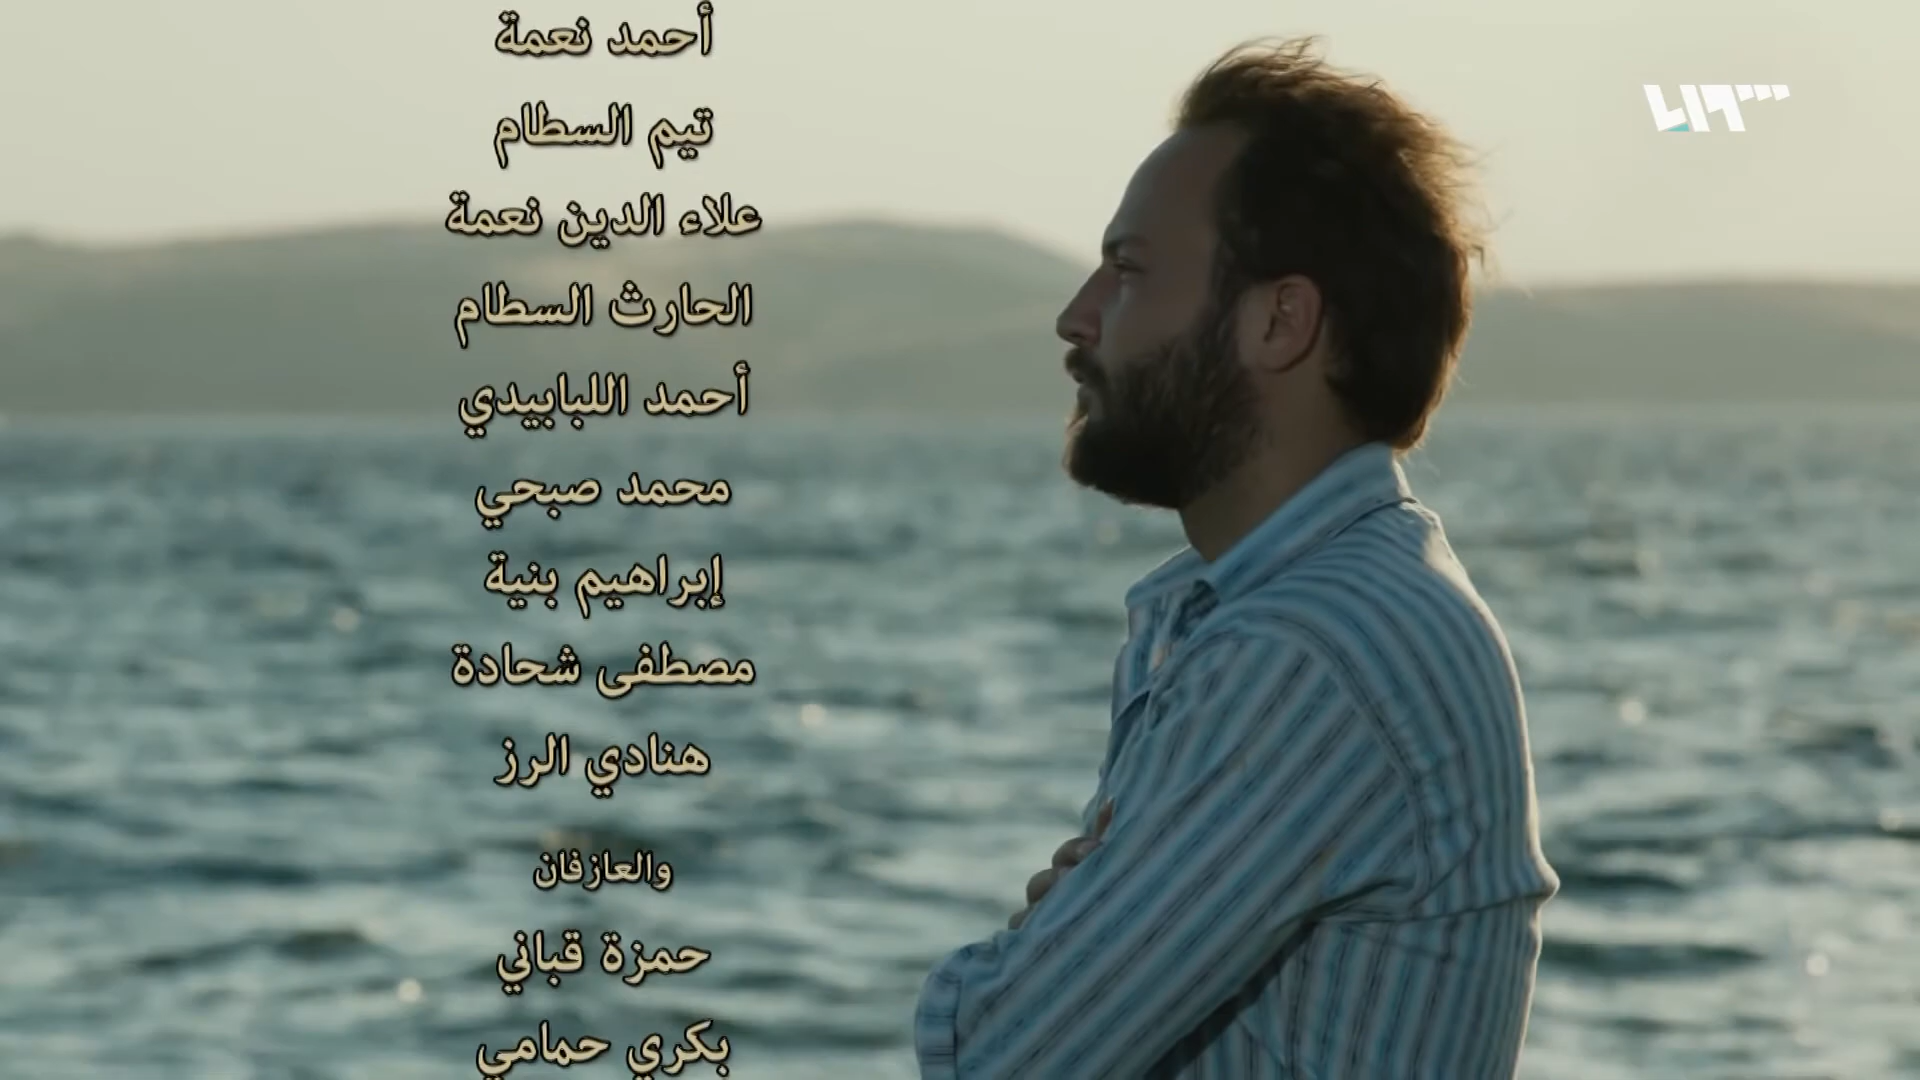 أحمد نعمة
تيم السطام
علاء الدين نعمة
الحارث السطام
أحمد اللبابيدي
محمد صبحي
إبراهيم بنية
مصطفى شحادة
هنادي الرز
والعازفان
حمزة قباني
بكري حمامي